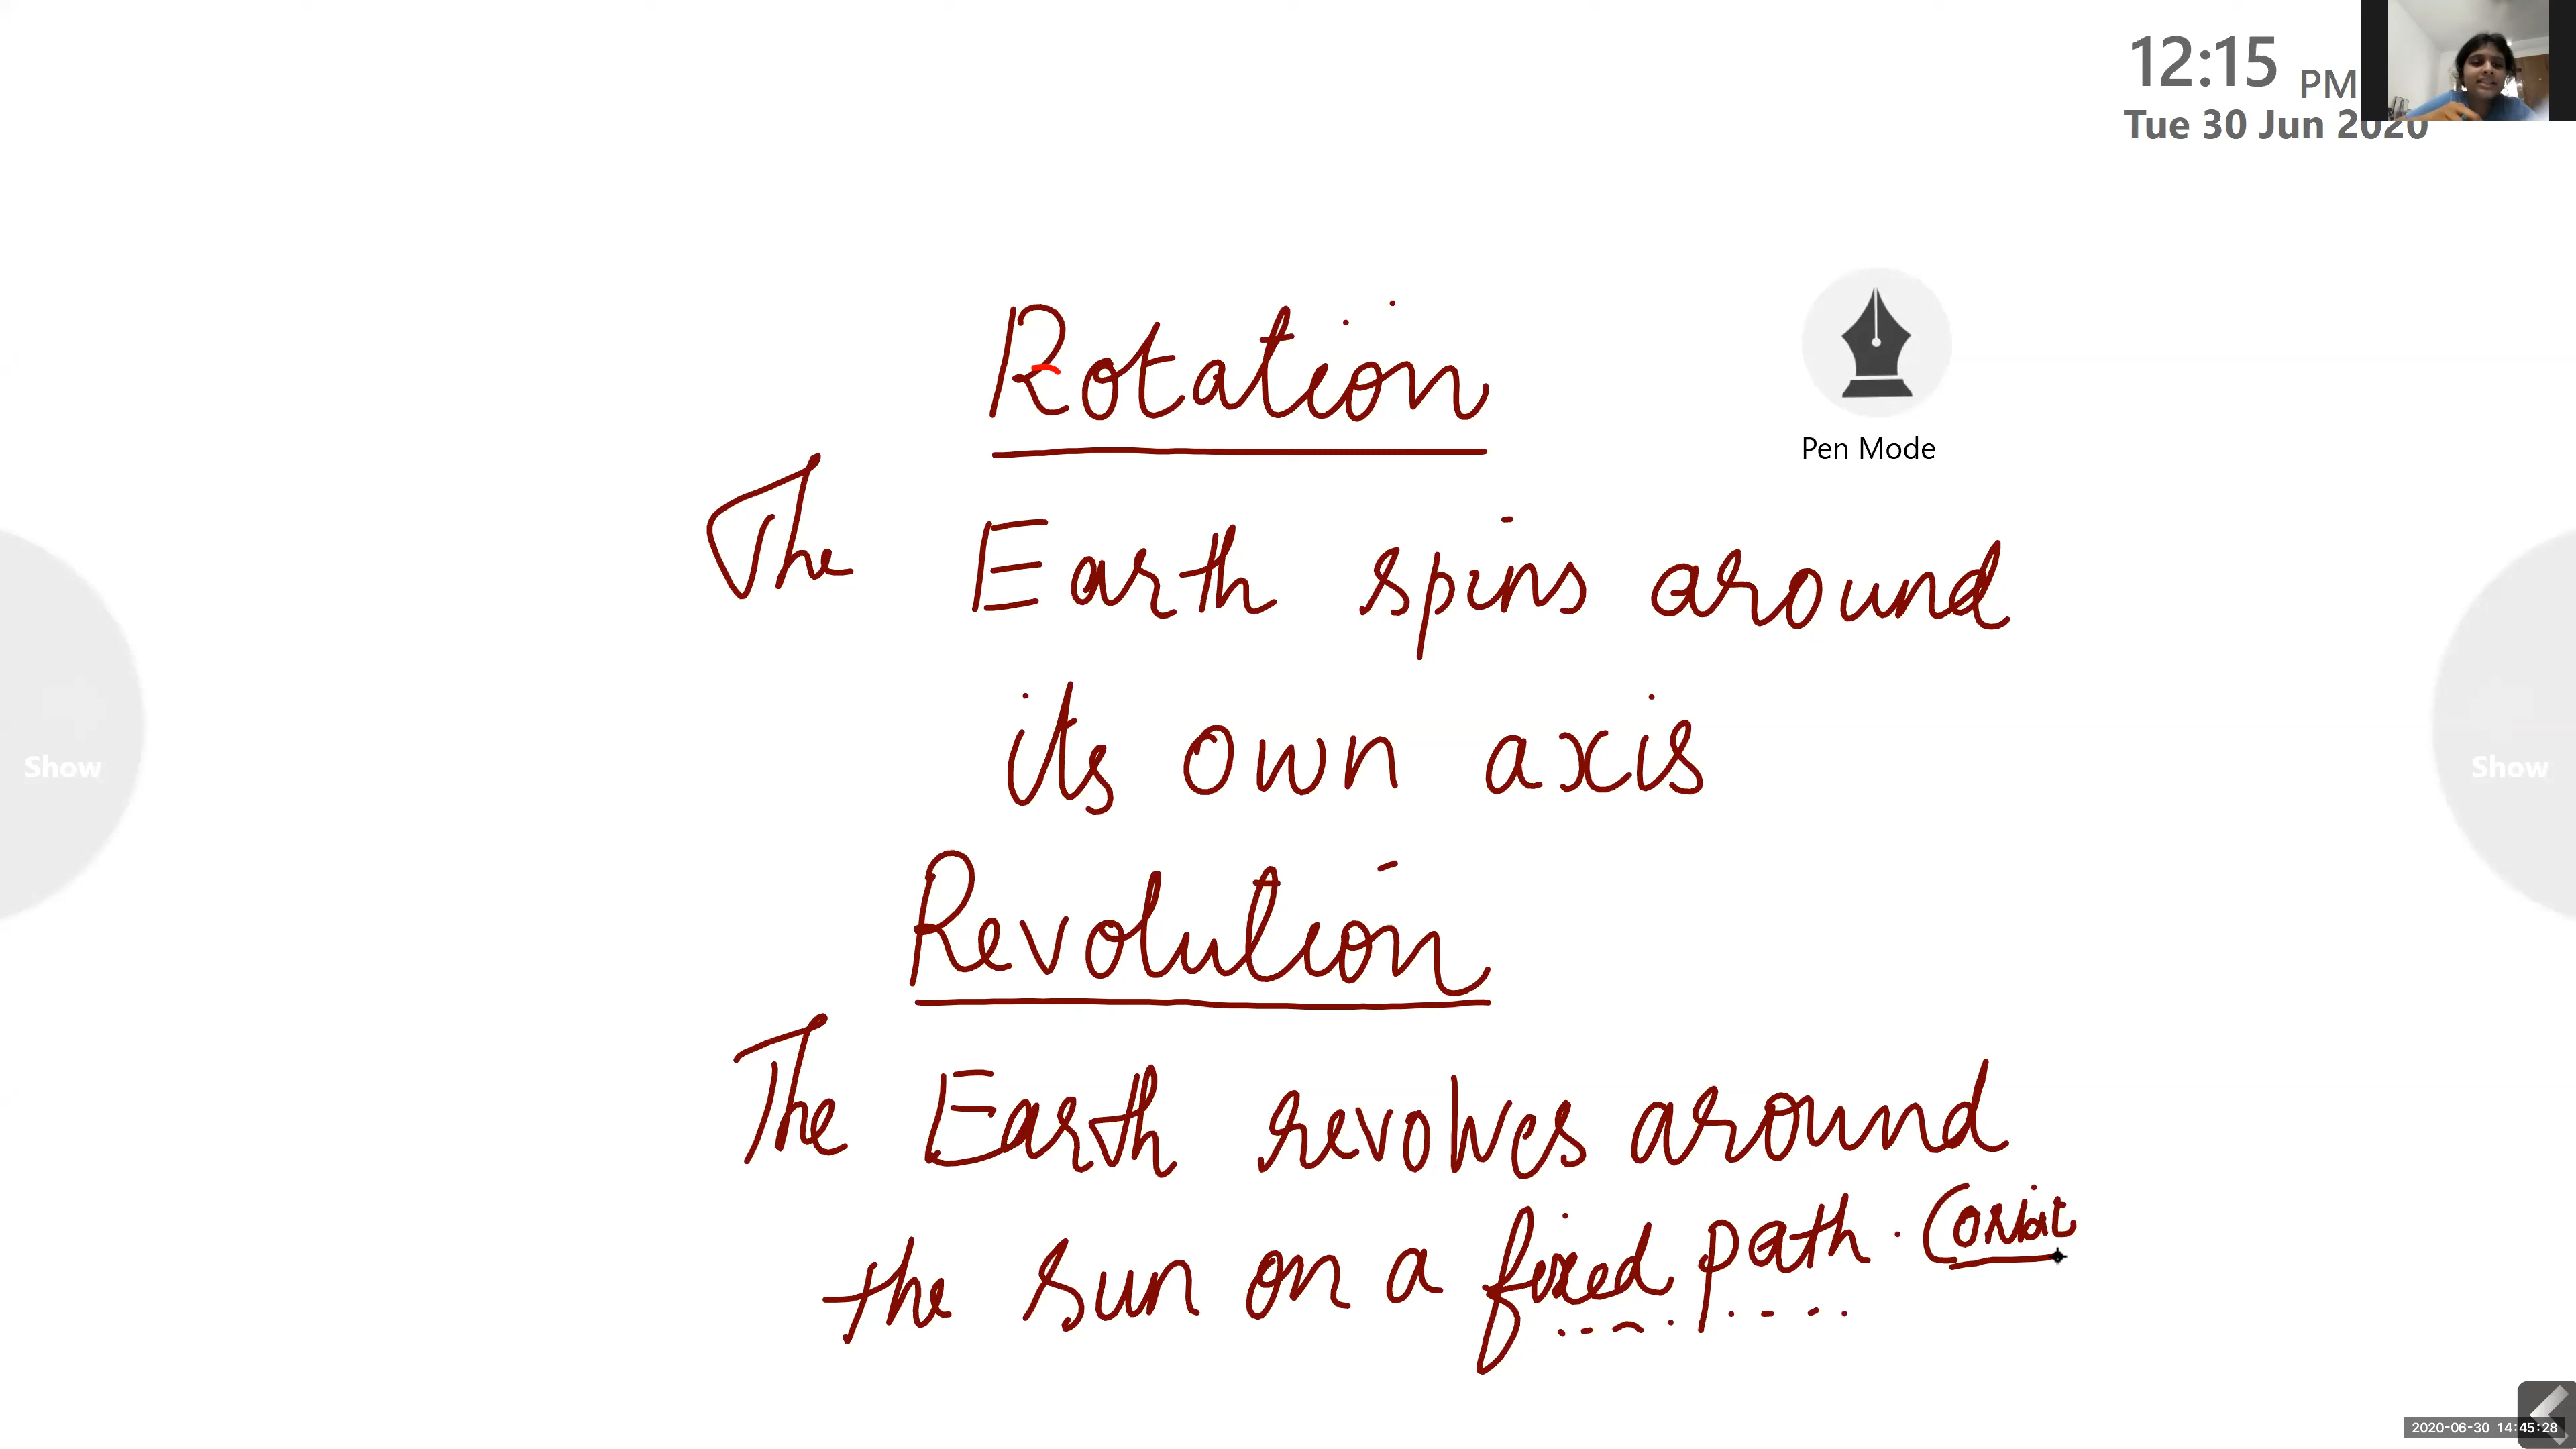 12:15 PM
Tue 30 Jun 2020
Rotation
Pen Mode
The Earth spins around
its own axis
Show
Show
Revolution
The Earth revolves around
the sun on a fixed path. (orbit
2020-06-30 14:45:28